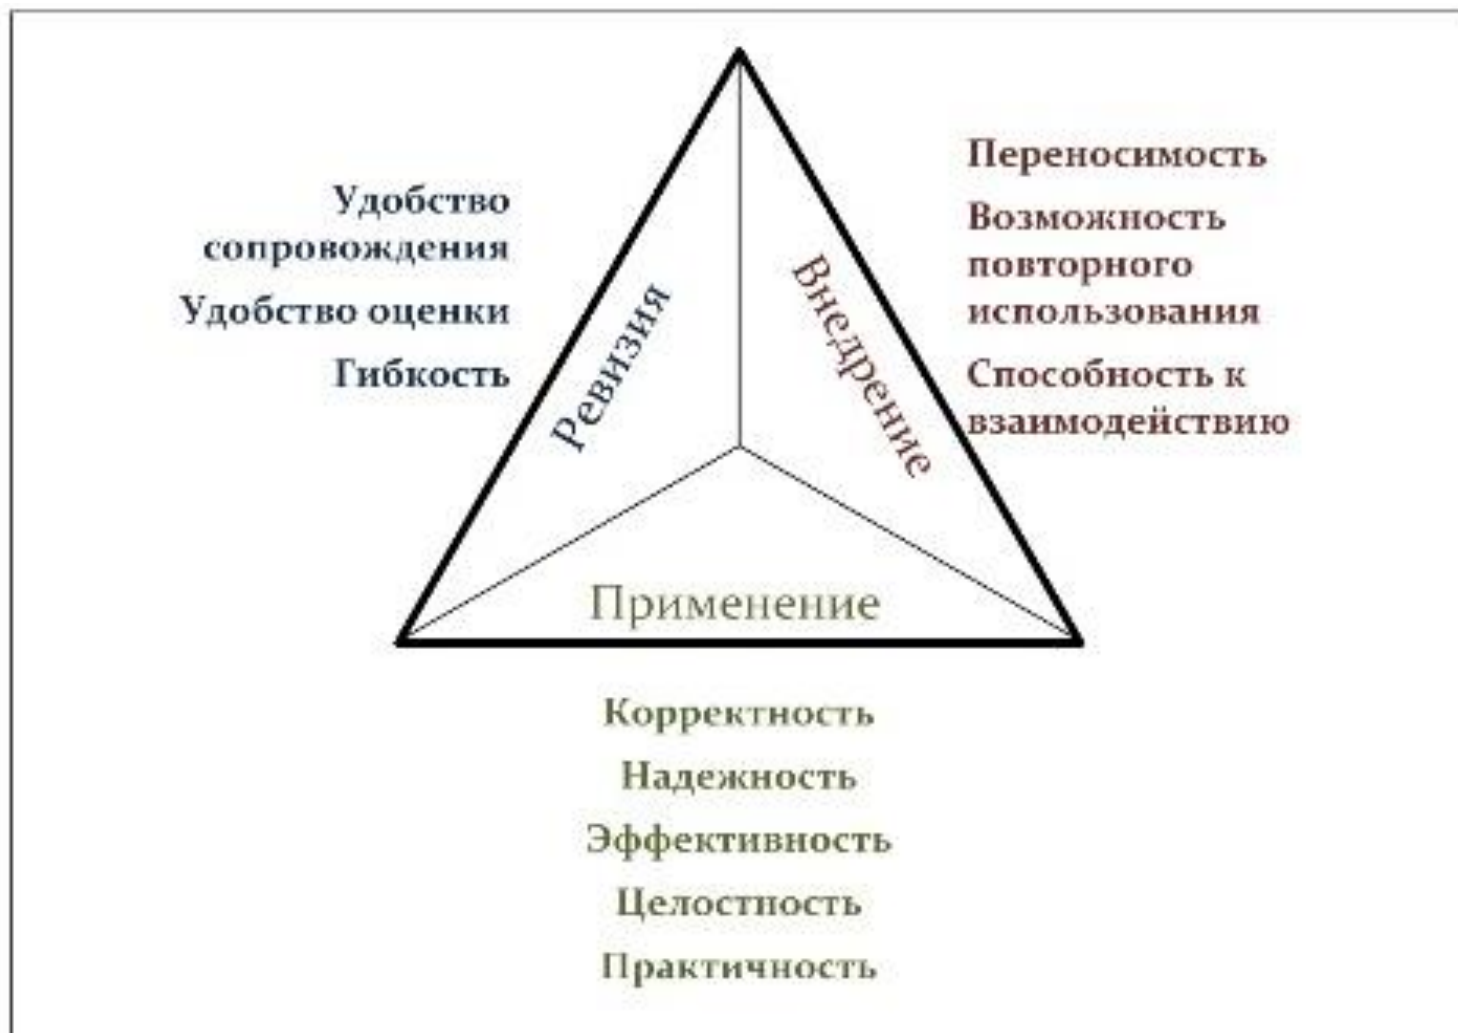 Удобство
сопровождения
Удобство оценки
Гибкость
Ревизия
Внедрение
Переносимость
Возможность
повторного
использования
Способность к
взаимодействию
Применение
Корректность
Надежность
Эффективность
Целостность
Практичность